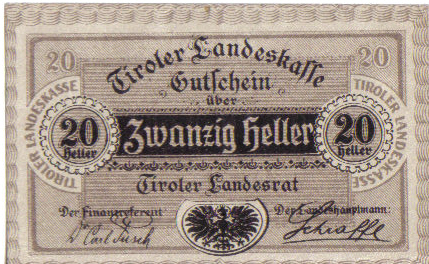 20 20
Tiroler Landeskasse
Gutschein
über
TIROLER LANDESKASSE
20 Heller
Zwanzig Heller
20 Heller
TIROLER LANDESKASSE
Tiroler Landesrat
Der Finanzreferent
Der Landeshauptmann:
Schraffl